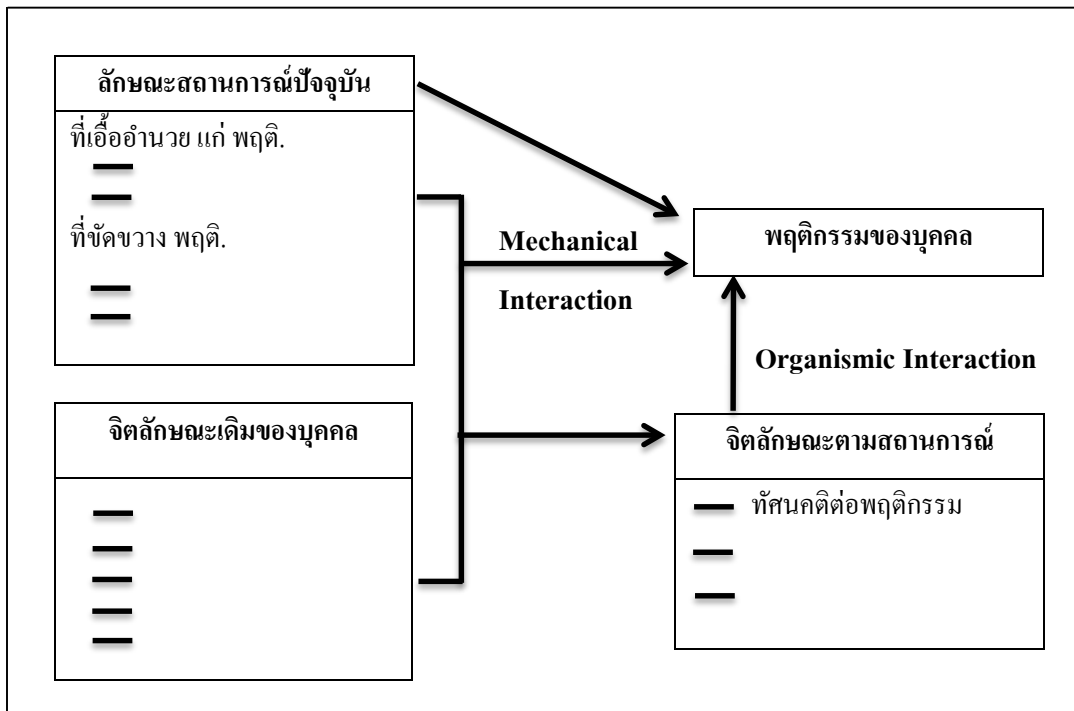 ลักษณะสถานการณ์ปัจจุบัน
ที่เอื้ออำนวย แก่ พฤติ.
ที่ขัดขวาง พฤติ.
Mechanical
Interaction
พฤติกรรมของบุคคล
Organismic Interaction
จิตลักษณะเดิมของบุคคล
จิตลักษณะตามสถานการณ์
ทัศนคติต่อพฤติกรรม